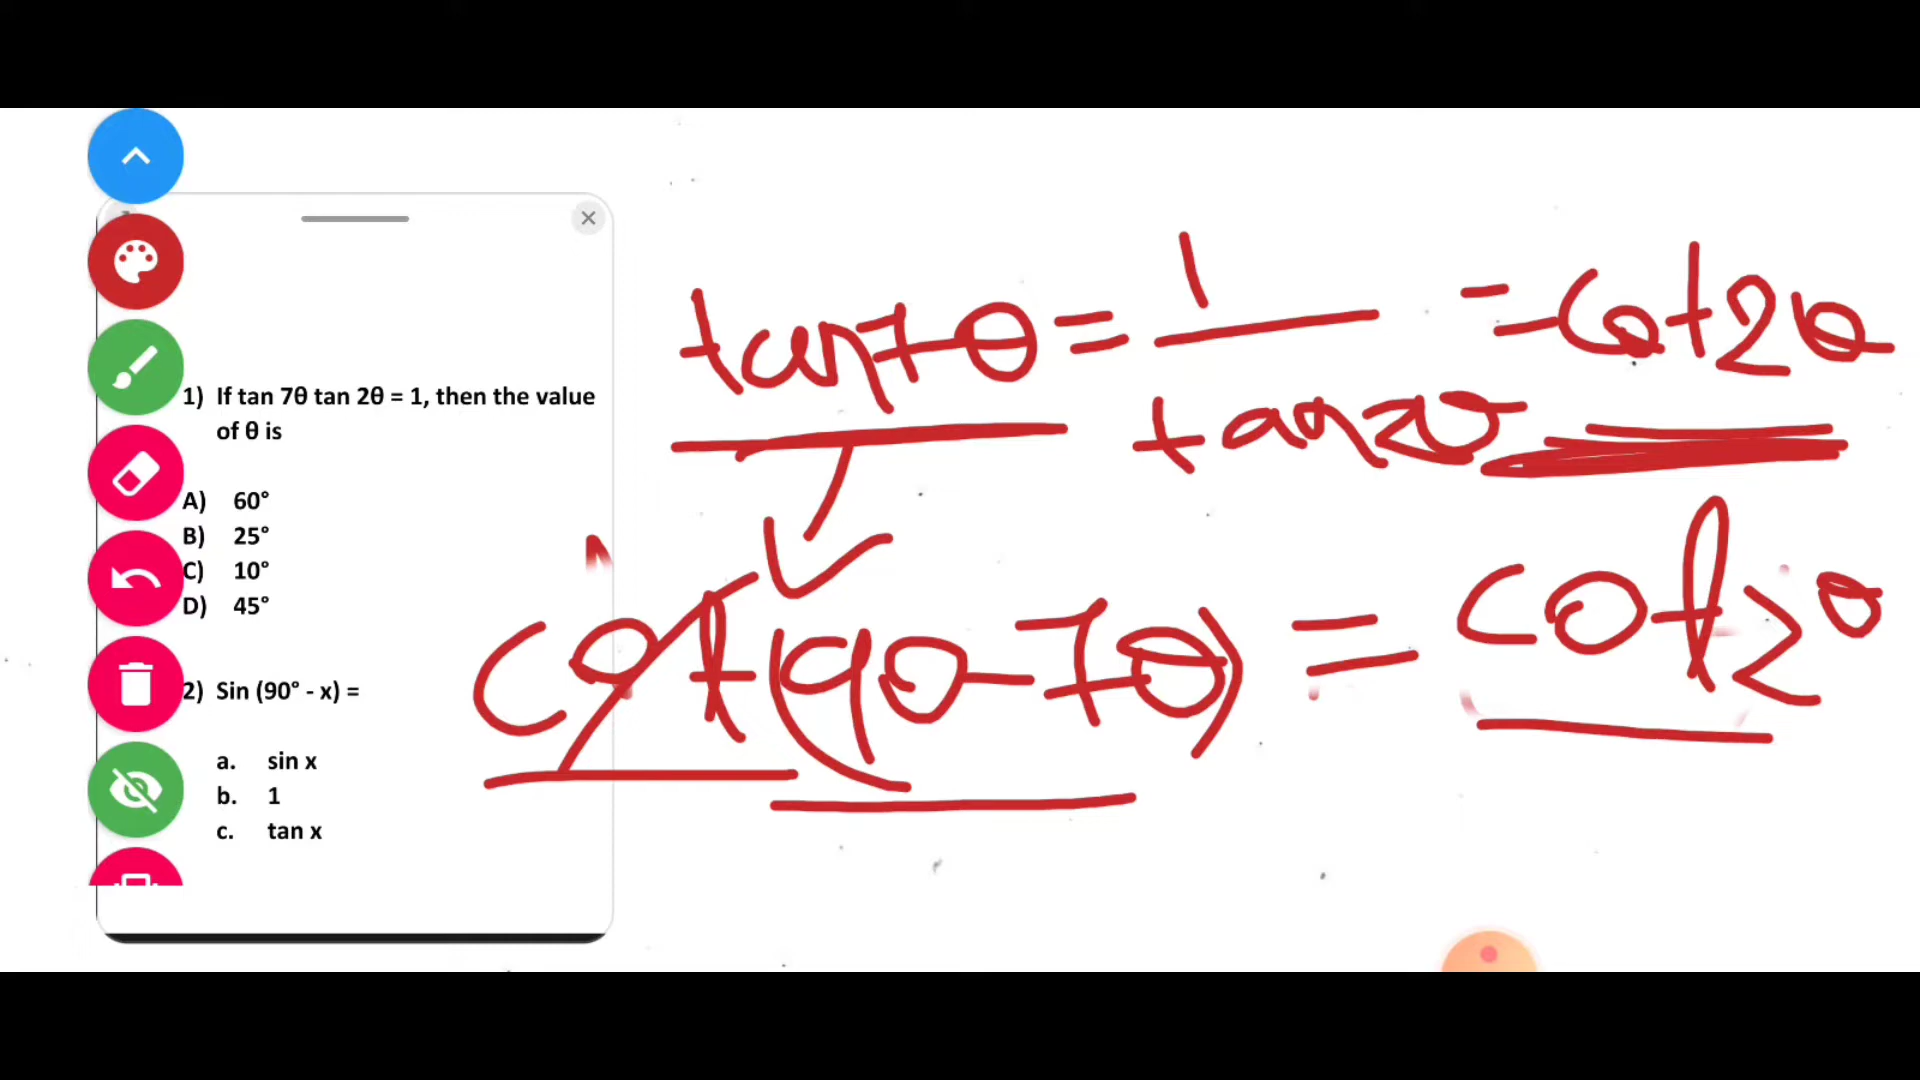 1) If tan 7θ tan 2θ = 1, then the value
of θ is
A) 60°
B) 25°
C) 10°
D) 45°
2) Sin (90° - x) =
a. sin x
b. 1
c. tan x
tan7θ = 1 = cot2θ
tan2θ
cot(90-7θ) = cot2θ